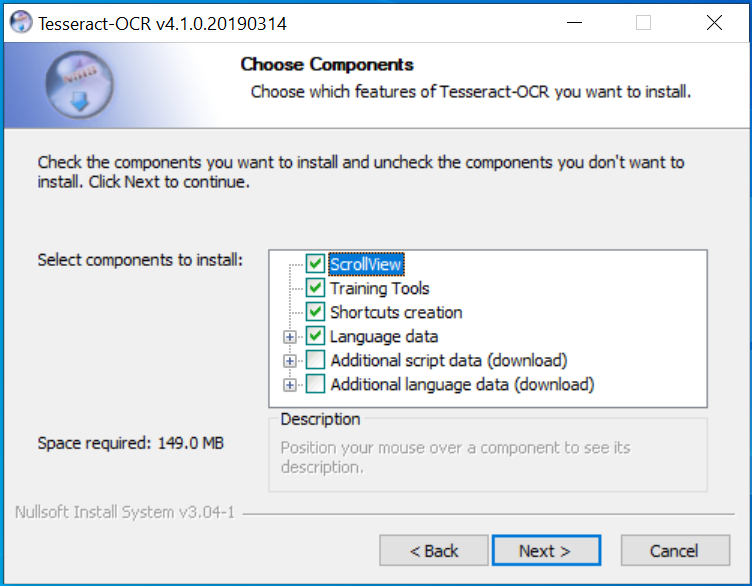 Tesseract-OCR v4.1.0.20190314
Choose Components
Choose which features of Tesseract-OCR you want to install.
Check the components you want to install and uncheck the components you don't want to
install. Click Next to continue.
Select components to install:
ScrollView
Training Tools
Shortcuts creation
Language data
Additional script data (download)
Additional language data (download)
Space required: 149.0 MB
Description
Position your mouse over a component to see its
description.
Nullsoft Install System v3.04-1
< Back
Next >
Cancel